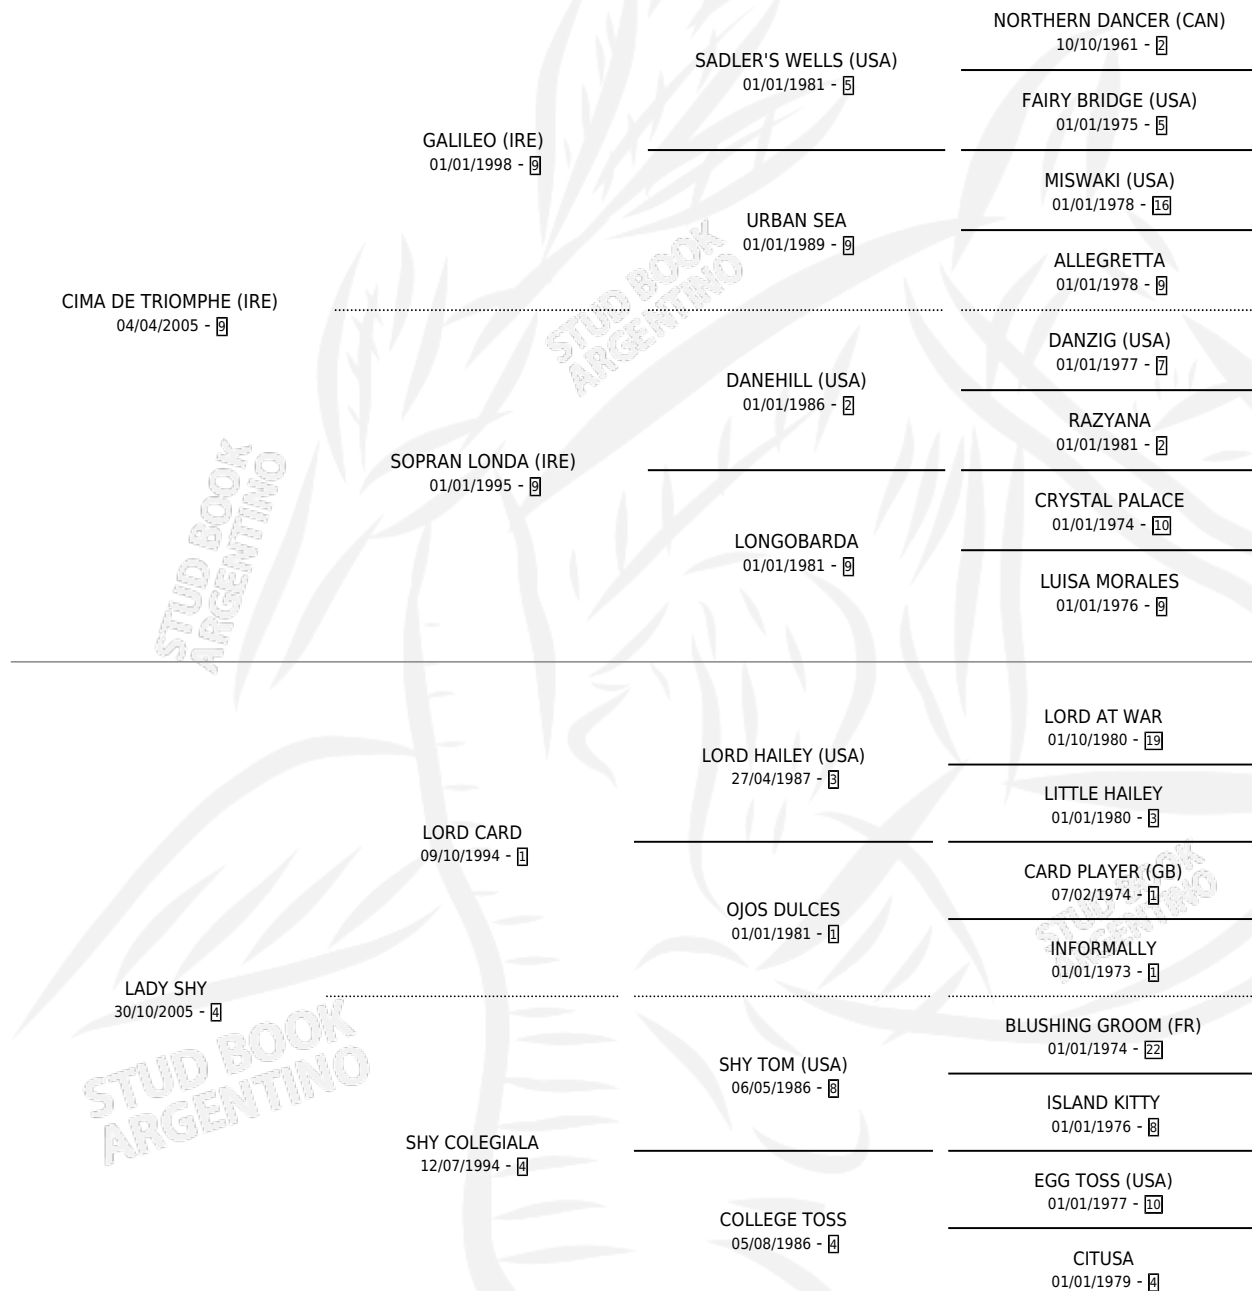 NORTHERN DANCER (CAN)
10/10/1961 - 2
SADLER'S WELLS (USA)
01/01/1981 - 5
FAIRY BRIDGE (USA)
01/01/1975 - 5
GALILEO (IRE)
01/01/1998 - 9
MISWAKI (USA)
01/01/1978 - 16
URBAN SEA
01/01/1989 - 9
ALLEGRETTA
01/01/1978 - 9
CIMA DE TRIOMPHE (IRE)
04/04/2005 - 9
DANZIG (USA)
01/01/1977 - 7
DANEHILL (USA)
01/01/1986 - 2
RAZYANA
01/01/1981 - 2
SOPRAN LONDA (IRE)
01/01/1995 - 9
CRYSTAL PALACE
01/01/1974 - 10
LONGOBARDA
01/01/1981 - 9
LUISA MORALES
01/01/1976 - 9
LORD AT WAR
01/10/1980 - 19
LORD HAILEY (USA)
27/04/1987 - 3
LITTLE HAILEY
01/01/1980 - 3
LORD CARD
09/10/1994 - 1
CARD PLAYER (GB)
07/02/1974 - 1
OJOS DULCES
01/01/1981 - 1
INFORMALLY
01/01/1973 - 1
LADY SHY
30/10/2005 - 4
BLUSHING GROOM (FR)
01/01/1974 - 22
SHY TOM (USA)
06/05/1986 - 8
ISLAND KITTY
01/01/1976 - 8
SHY COLEGIALA
12/07/1994 - 4
EGG TOSS (USA)
01/01/1977 - 10
COLLEGE TOSS
05/08/1986 - 4
CITUSA
01/01/1979 - 4
STUD BOOK
ARGENTINO
STUD BOOK
ARGENTINO
STUD BOOK
ARGENTINO
STUD BOOK
ARGENTINO